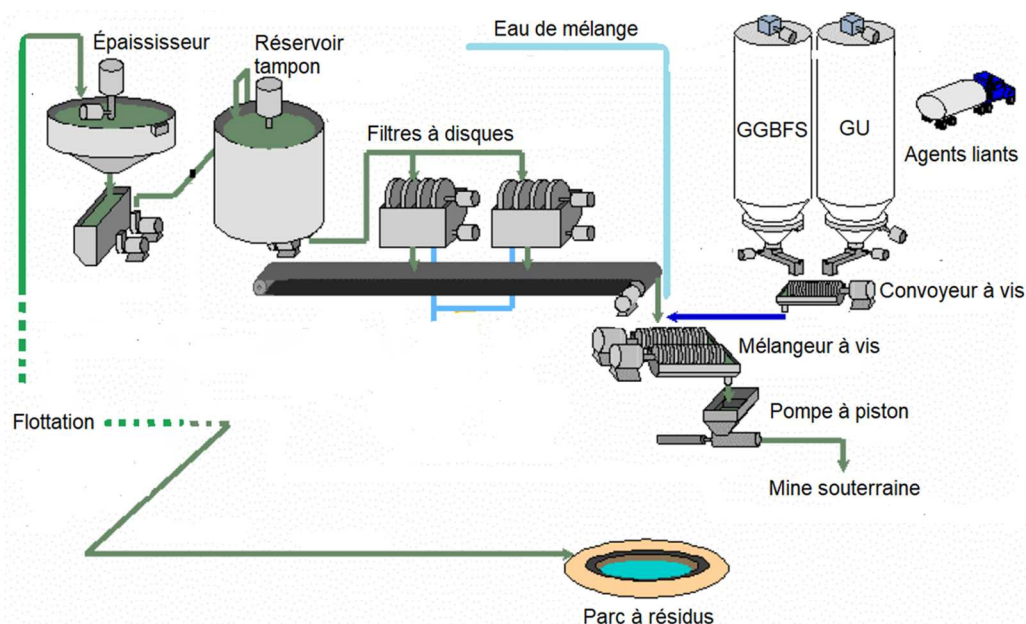 Épaississeur
Réservoir
tampon
Eau de mélange
Filtres à disques
GGBFS
GU
Agents liants
Convoyeur à vis
Mélangeur à vis
Pompe à piston
Flottation
Mine souterraine
Parc à résidus